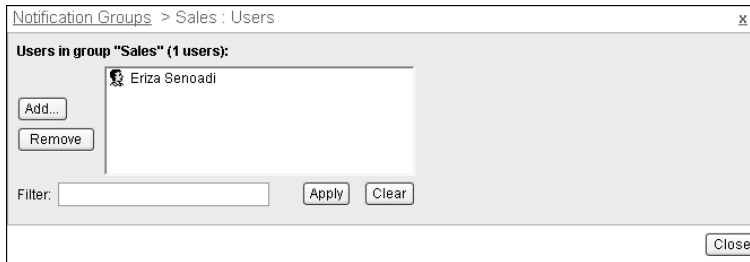 Notification Groups > Sales : Users x
Users in group "Sales" (1 users):
Eriza Senoadi
Add...
Remove
Filter: Apply Clear
Close